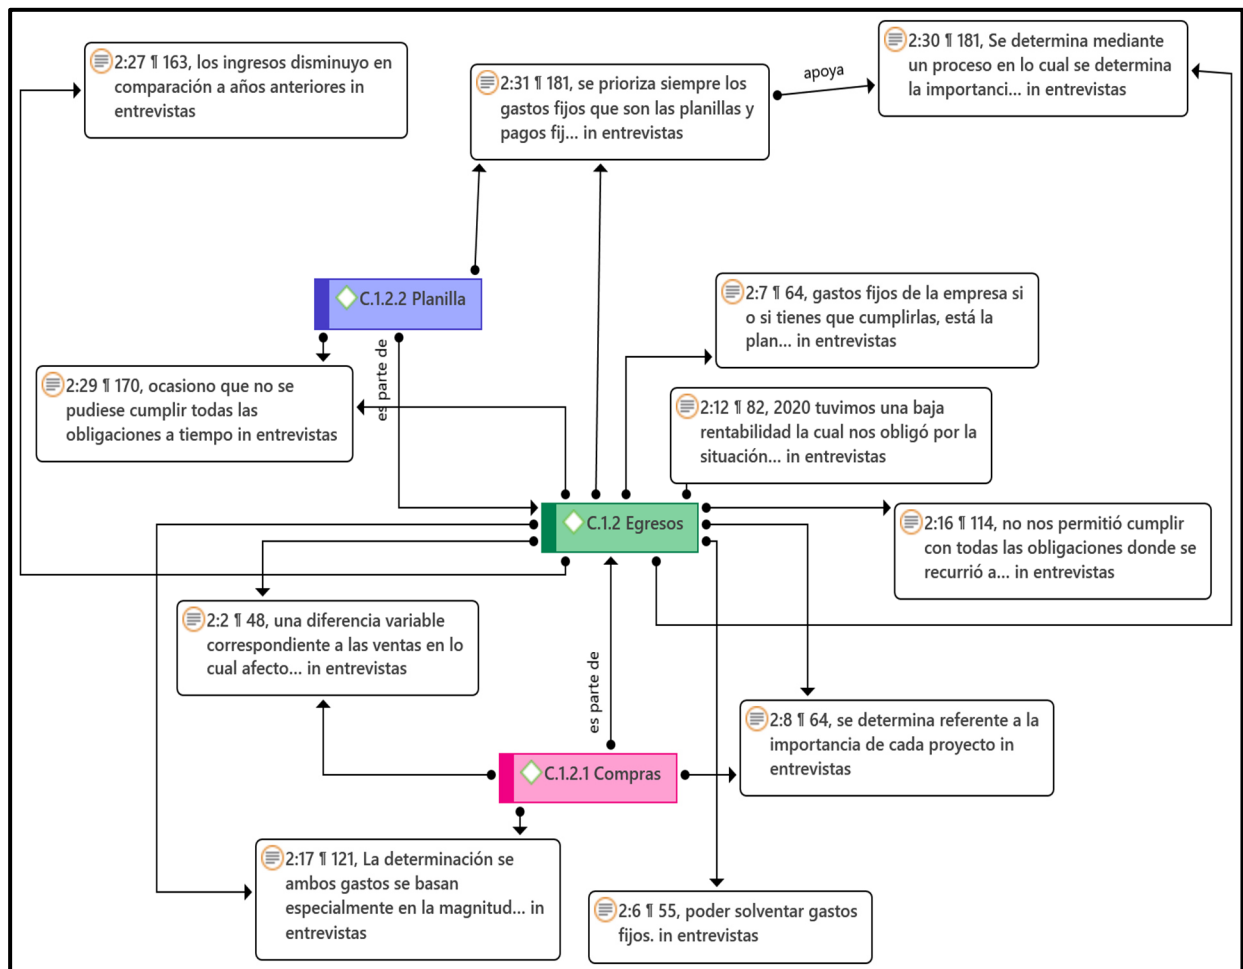 2:27 ¶ 163, los ingresos disminuyo en
comparación a años anteriores in
entrevistas
2:31 ¶ 181, se prioriza siempre los
gastos fijos que son las planillas y
pagos fij... in entrevistas
apoya
2:30 ¶ 181, Se determina mediante
un proceso en lo cual se determina
la importanci... in entrevistas
C.1.2.2 Planilla
2:7 ¶ 64, gastos fijos de la empresa si
o si tienes que cumplirlas, está la
plan... in entrevistas
2:29 ¶ 170, ocasiono que no se
pudiese cumplir todas las
obligaciones a tiempo in entrevistas
es parte de
2:12 ¶ 82, 2020 tuvimos una baja
rentabilidad la cual nos obligó por la
situación... in entrevistas
C.1.2 Egresos
2:16 ¶ 114, no nos permitió cumplir
con todas las obligaciones donde se
recurrió a... in entrevistas
2:2 ¶ 48, una diferencia variable
correspondiente a las ventas en lo
cual afecto... in entrevistas
es parte de
2:8 ¶ 64, se determina referente a la
importancia de cada proyecto in
entrevistas
C.1.2.1 Compras
2:17 ¶ 121, La determinación se
ambos gastos se basan
especialmente en la magnitud... in
entrevistas
2:6 ¶ 55, poder solventar gastos
fijos. in entrevistas